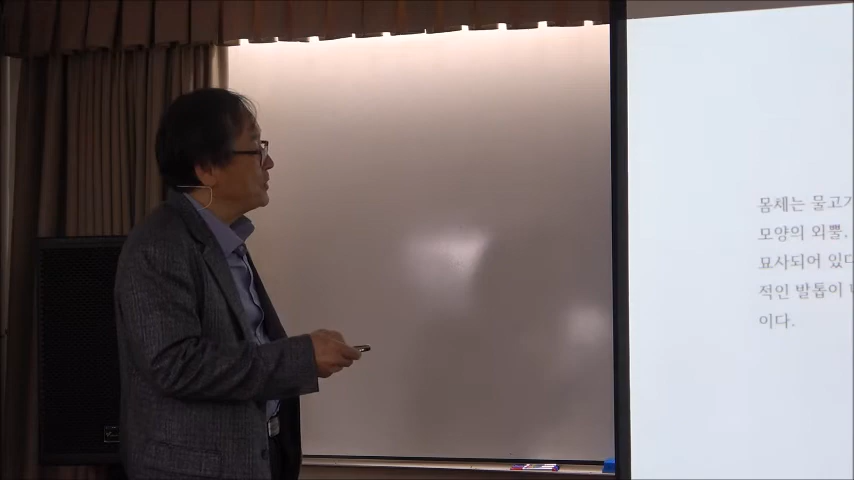 몸체는 물고기
모양의 외뿔,
묘사되어 있다
적인 발톱이
이다.